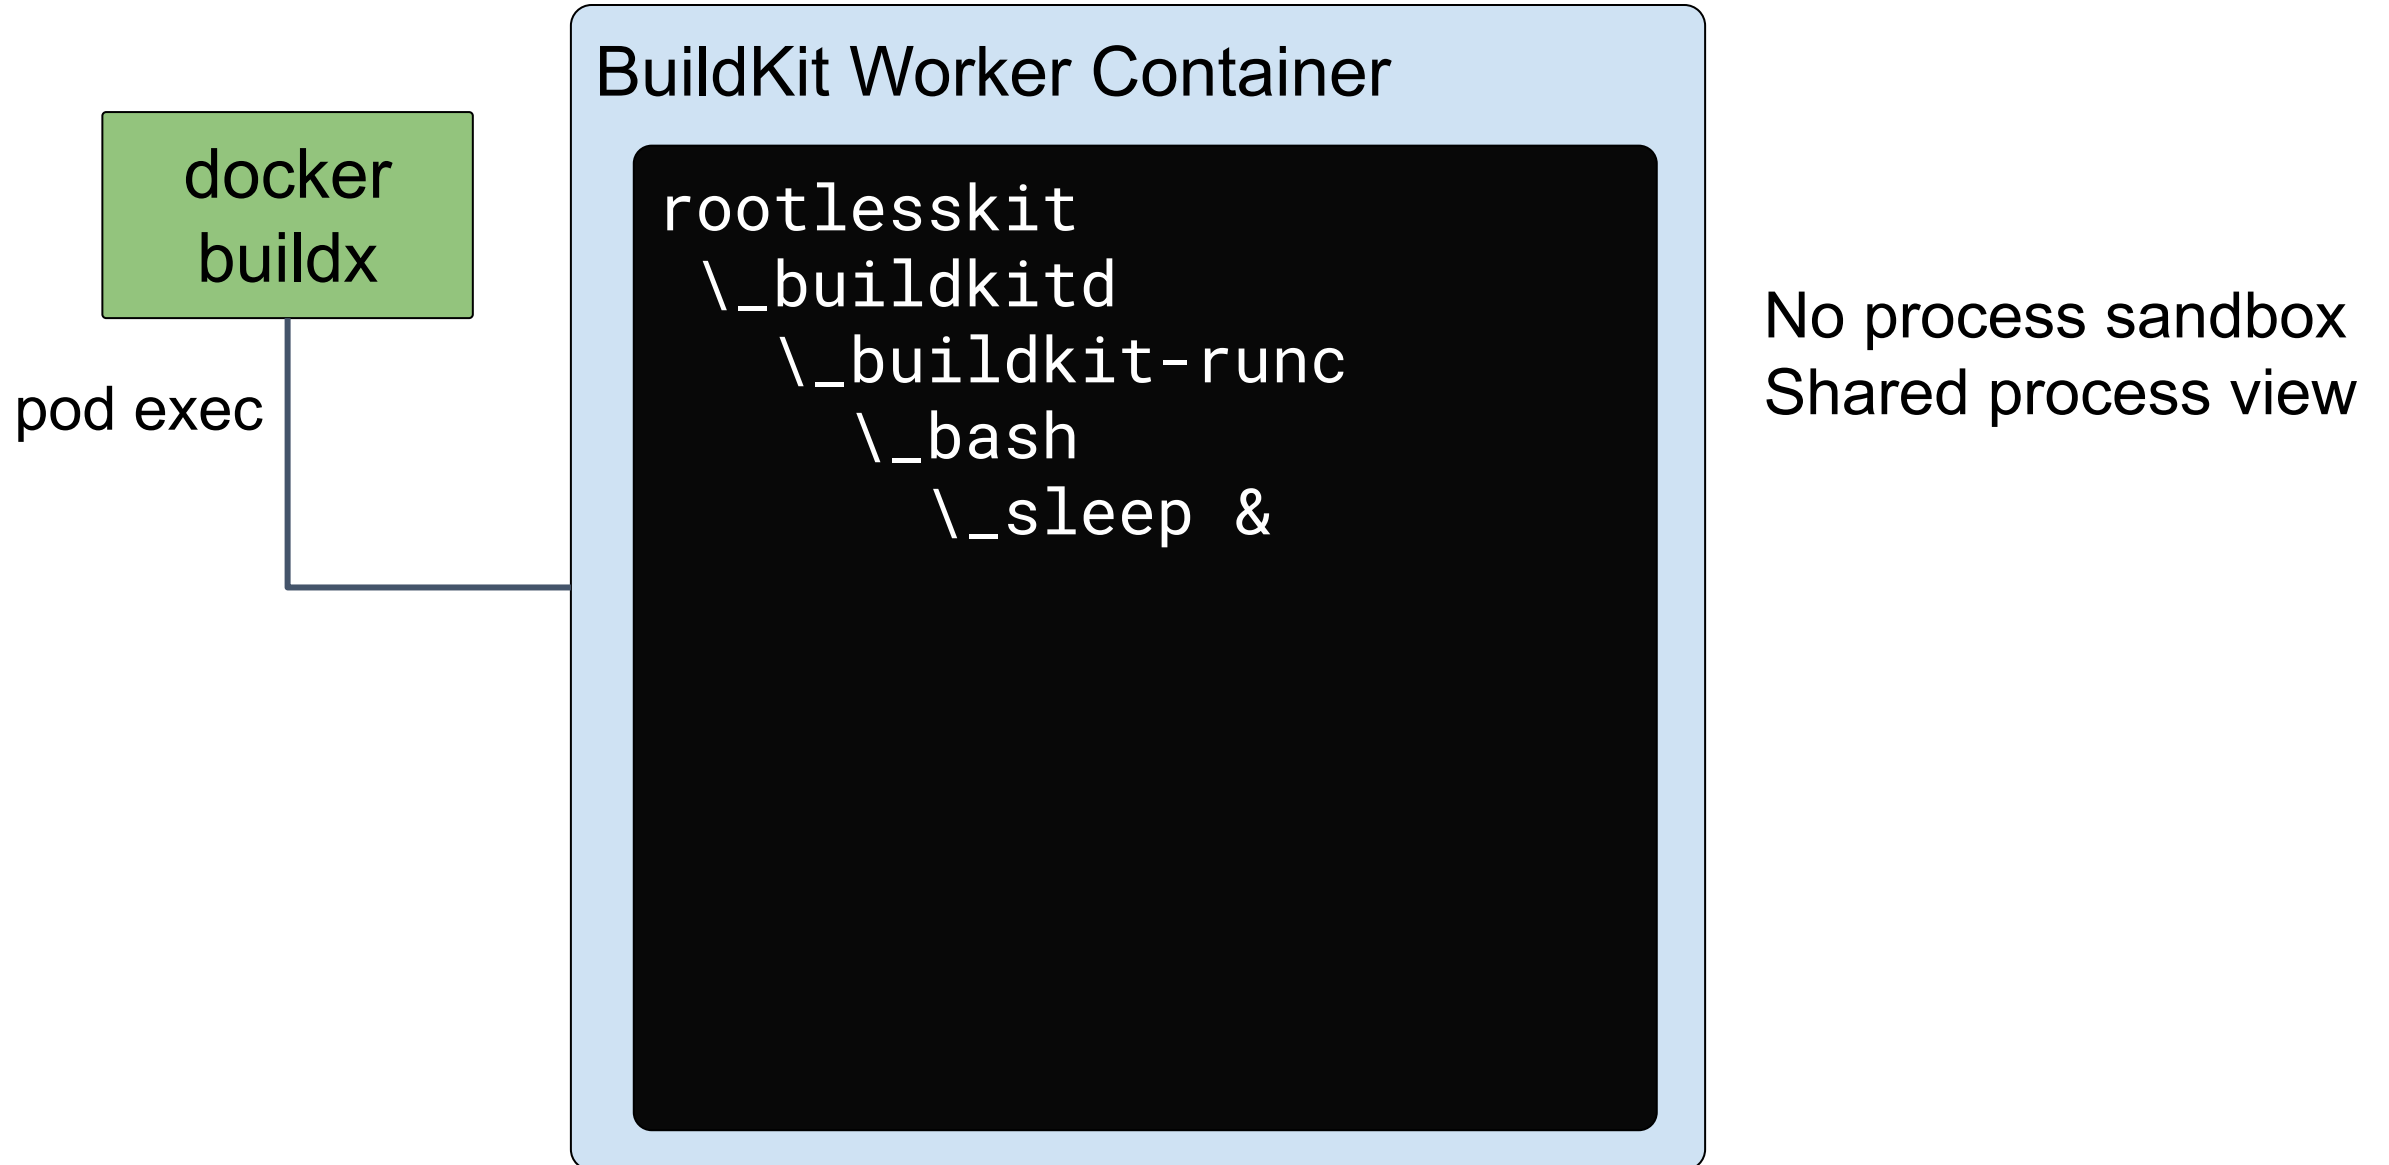 BuildKit Worker Container
docker
buildx
pod exec
rootlesskit
\_buildkitd
\_buildkit-runc
\_bash
\_sleep &
No process sandbox
Shared process view